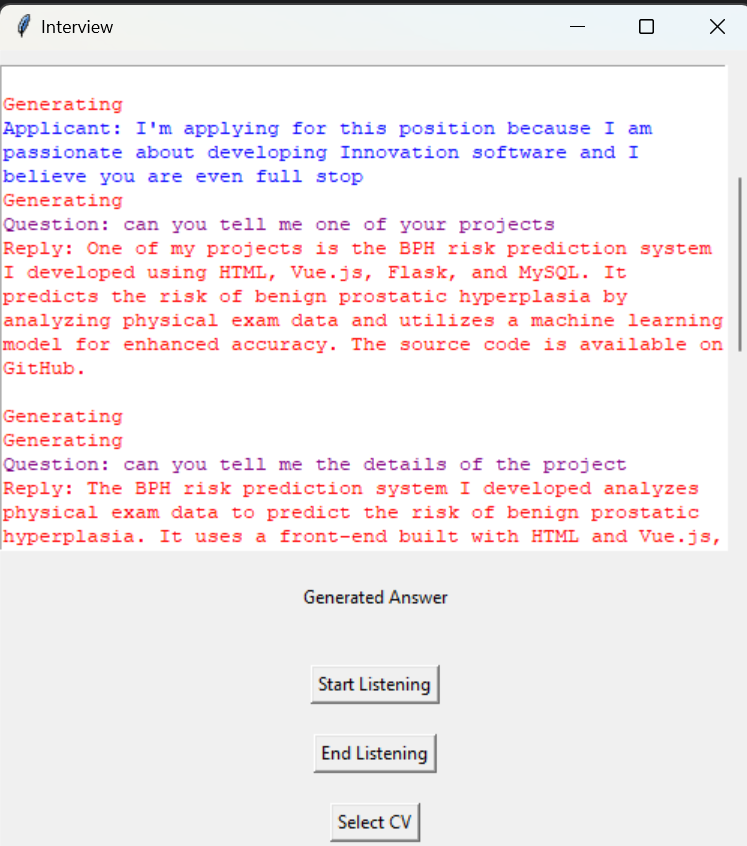 Interview
Generating
Applicant: I'm applying for this position because I am
passionate about developing Innovation software and I
believe you are even full stop
Generating
Question: can you tell me one of your projects
Reply: One of my projects is the BPH risk prediction system
I developed using HTML, Vue.js, Flask, and MySQL. It
predicts the risk of benign prostatic hyperplasia by
analyzing physical exam data and utilizes a machine learning
model for enhanced accuracy. The source code is available on
GitHub.
Generating
Generating
Question: can you tell me the details of the project
Reply: The BPH risk prediction system I developed analyzes
physical exam data to predict the risk of benign prostatic
hyperplasia. It uses a front-end built with HTML and Vue.js,
Generated Answer
Start Listening
End Listening
Select CV